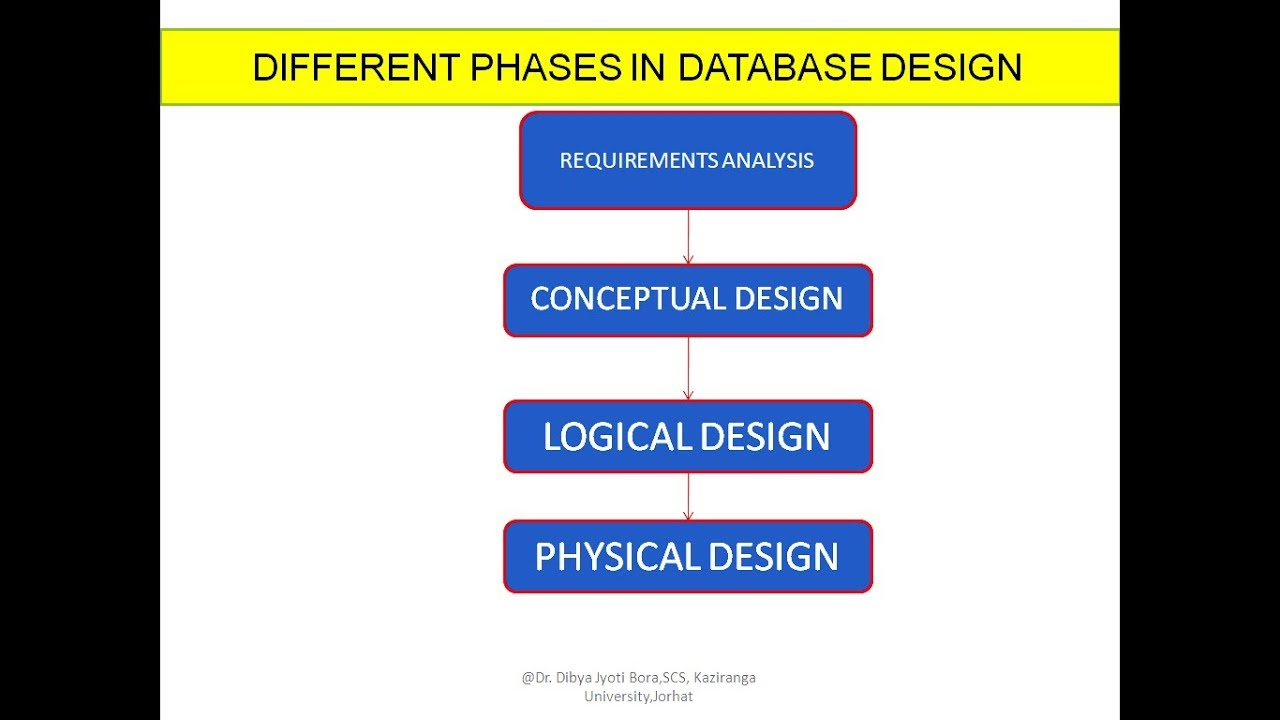 DIFFERENT PHASES IN DATABASE DESIGN
REQUIREMENTS ANALYSIS
CONCEPTUAL DESIGN
LOGICAL DESIGN
PHYSICAL DESIGN
@Dr. Dibya Jyoti Bora,SCS, Kaziranga
University,Jorhat